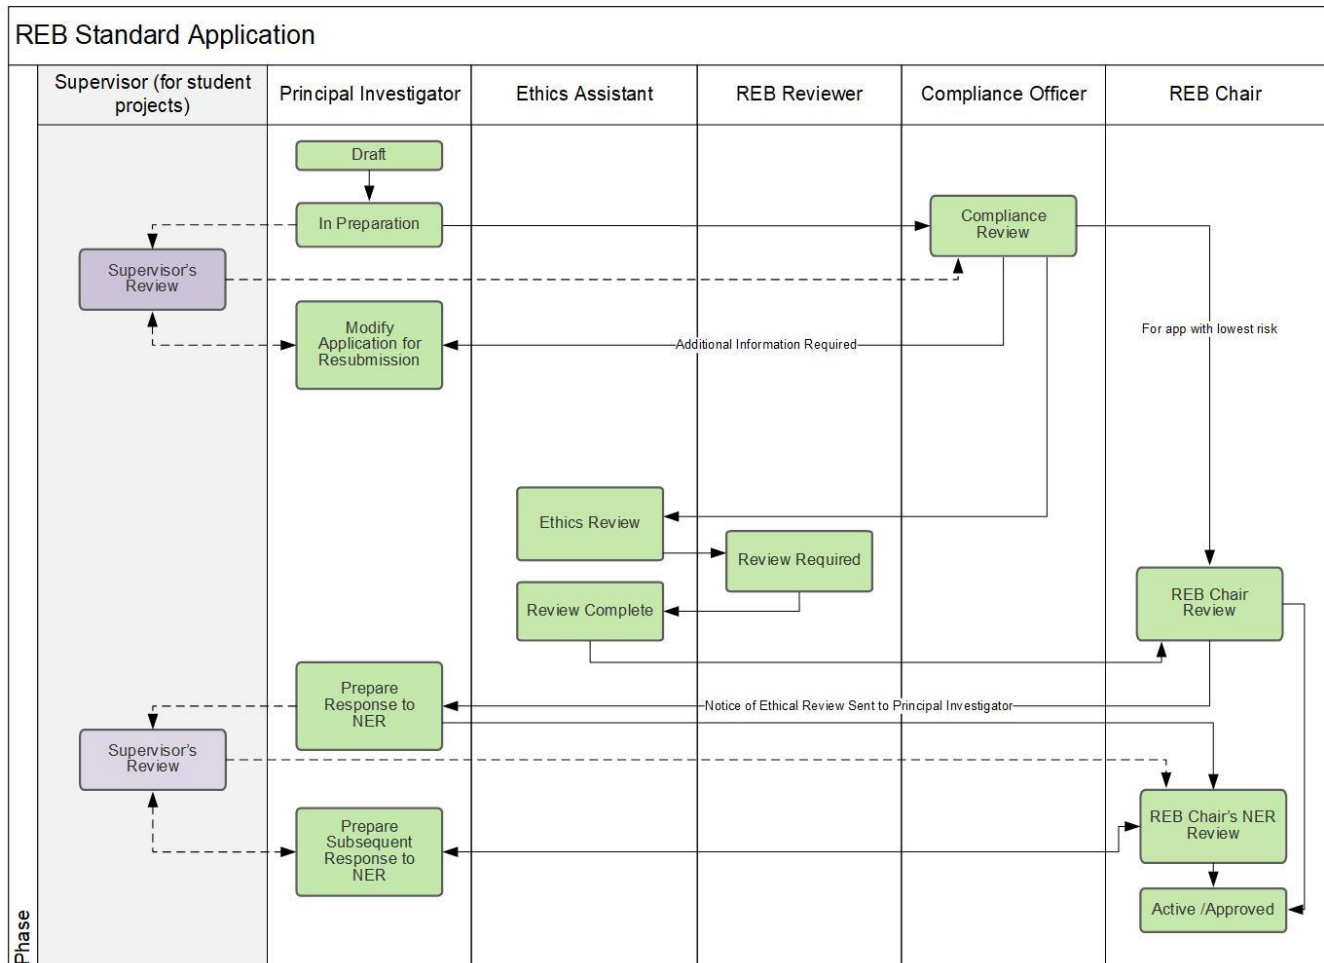 REB Standard Application
Supervisor (for student
projects)
Principal Investigator
Ethics Assistant
REB Reviewer
Compliance Officer
REB Chair
Draft
In Preparation
Compliance
Review
Supervisor's
Review
Modify
Application for
Resubmission
Additional Information Required
For app with lowest risk
Ethics Review
Review Required
Review Complete
REB Chair
Review
Prepare
Response to
NER
Notice of Ethical Review Sent to Principal Investigator
Supervisor's
Review
REB Chair's NER
Review
Prepare
Subsequent
Response to
NER
Active /Approved
Phase